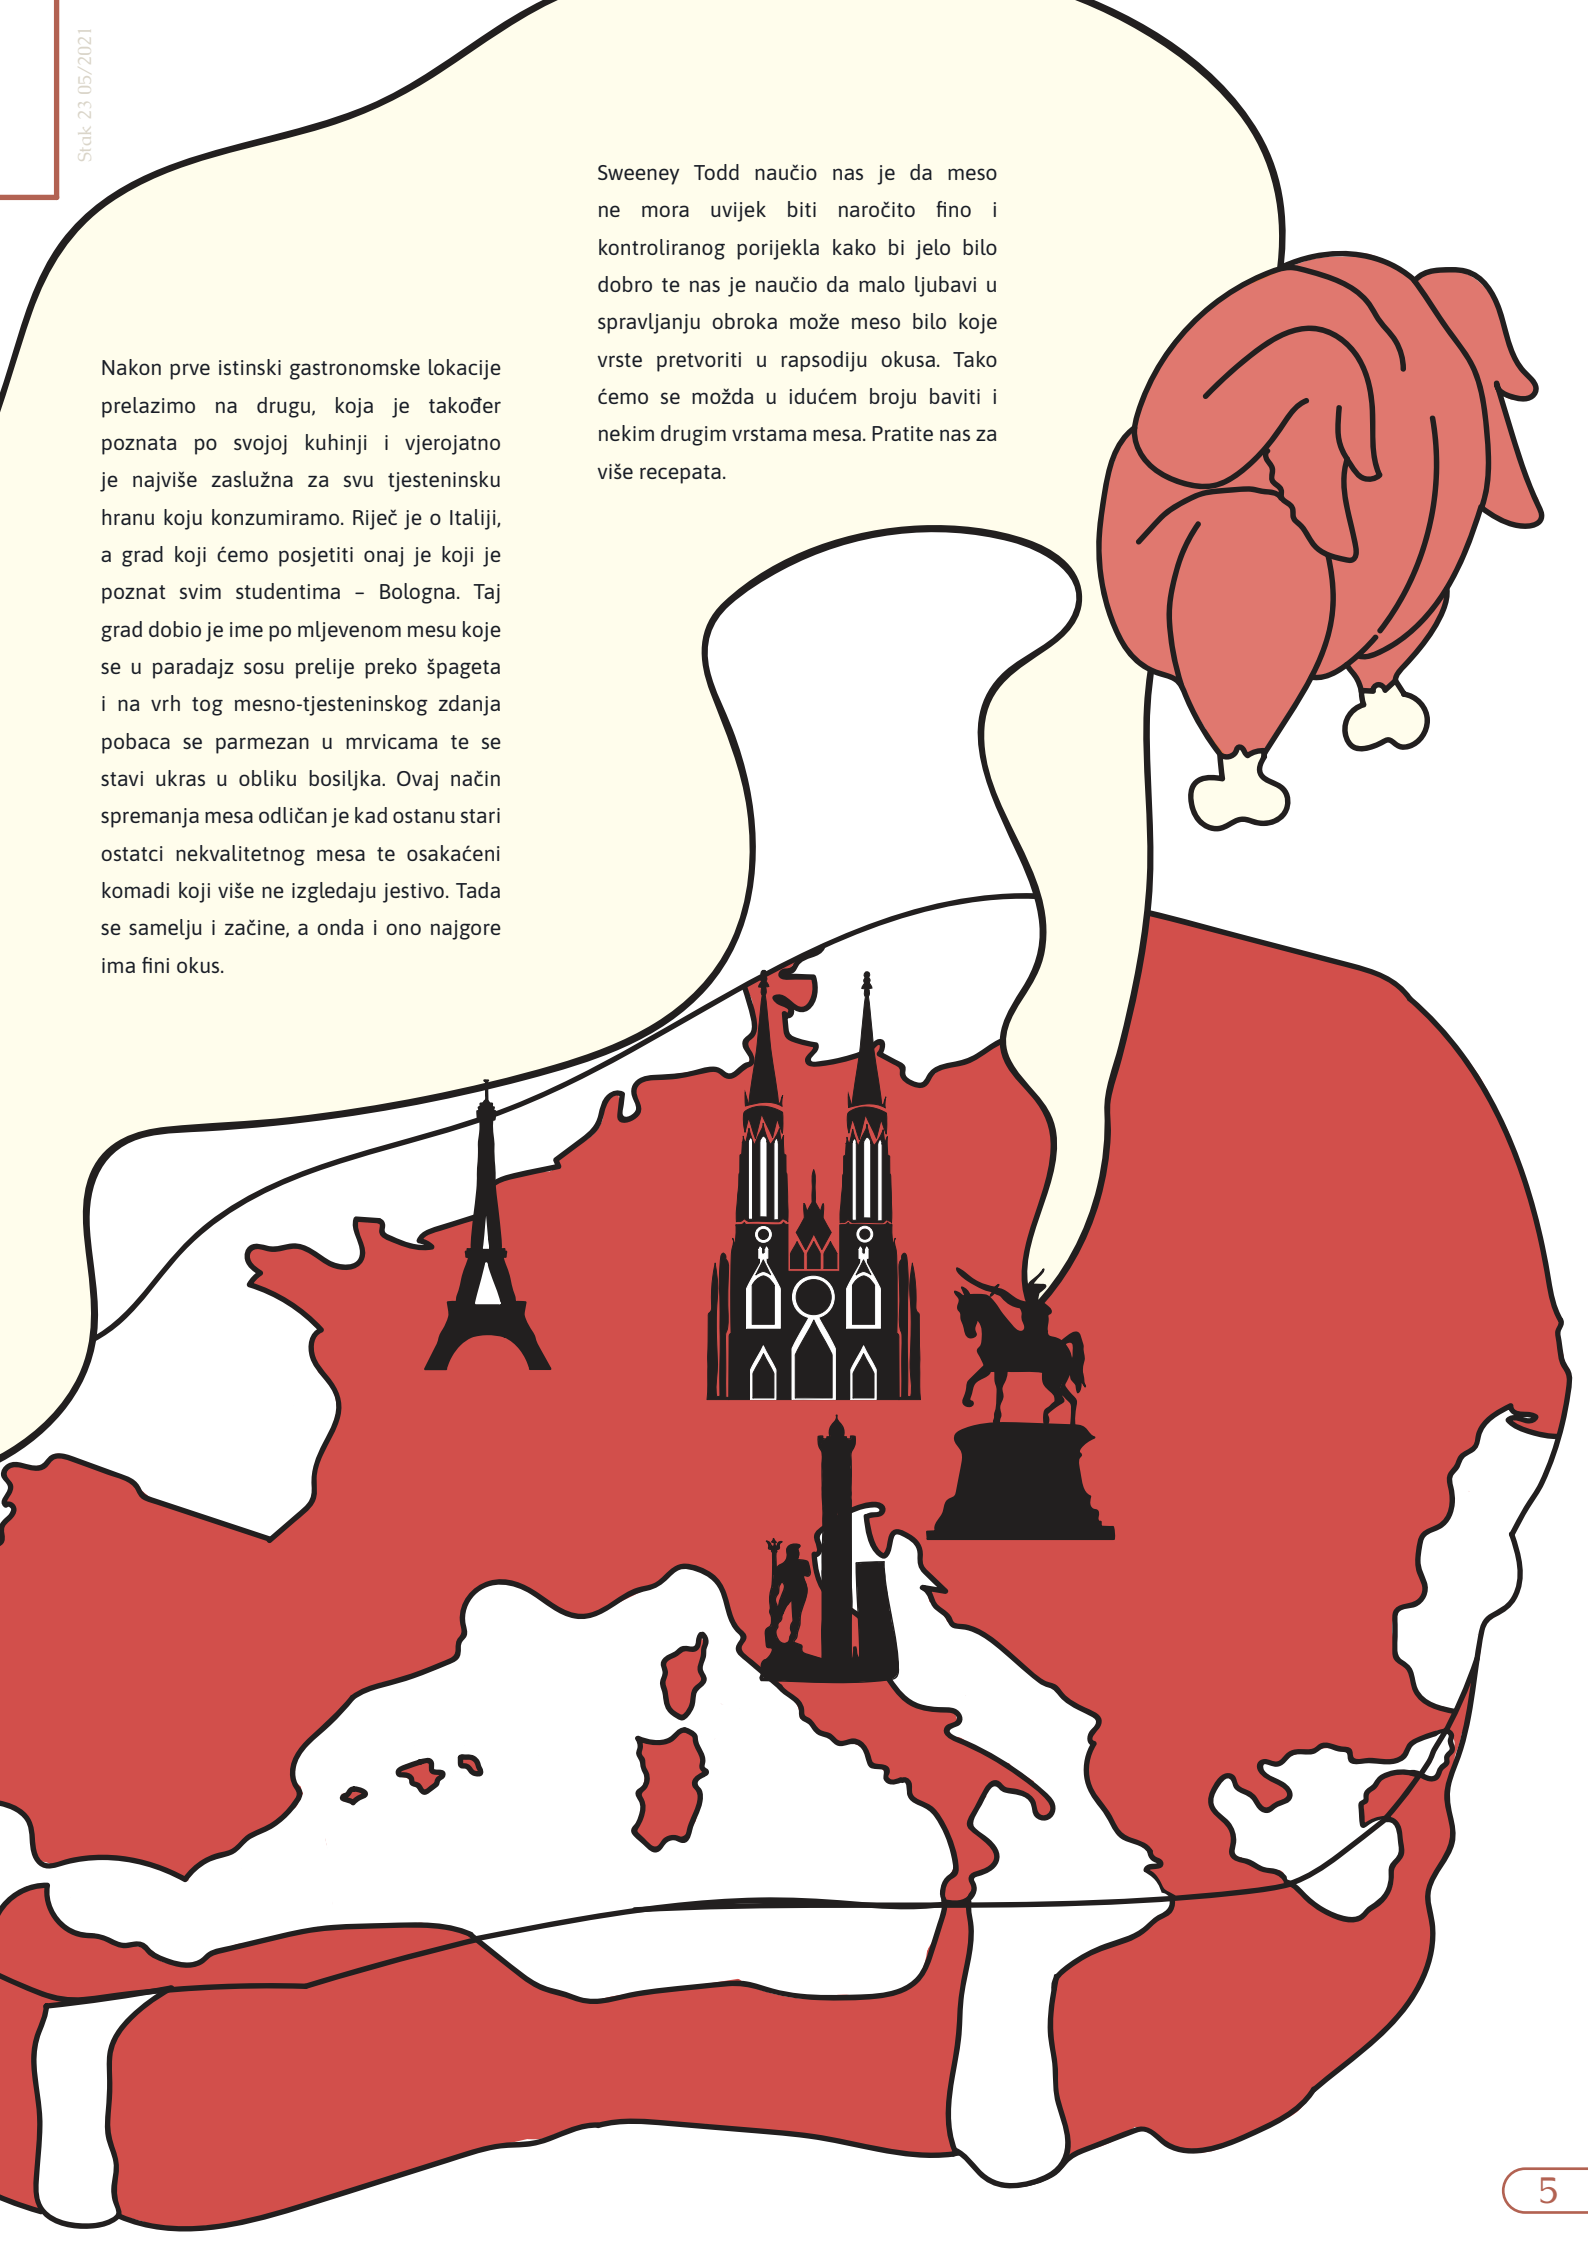 Stak 23 05/2021
Nakon prve istinski gastronomske lokacije
prelazimo na drugu, koja je također
poznata po svojoj kuhinji i vjerojatno
je najviše zaslužna za svu tjesteninsku
hranu koju konzumiramo. Riječ je o Italiji,
a grad koji ćemo posjetiti onaj je koji je
poznat svim studentima – Bologna. Taj
grad dobio je ime po mljevenom mesu koje
se u paradajz sosu prelije preko špageta
i na vrh tog mesno-tjesteninskog zdanja
pobaca se parmezan u mrvicama te se
stavi ukras u obliku bosiljka. Ovaj način
spremanja mesa odličan je kad ostanu stari
ostatci nekvalitetnog mesa te osakaćeni
komadi koji više ne izgledaju jestivo. Tada
se samelju i začine, a onda i ono najgore
ima fini okus.
Sweeney Todd naučio nas je da meso
ne mora uvijek biti naročito fino i
kontroliranog porijekla kako bi jelo bilo
dobro te nas je naučio da malo ljubavi u
spravljanju obroka može meso bilo koje
vrste pretvoriti u rapsodiju okusa. Tako
ćemo se možda u idućem broju baviti i
nekim drugim vrstama mesa. Pratite nas za
više recepata.
5